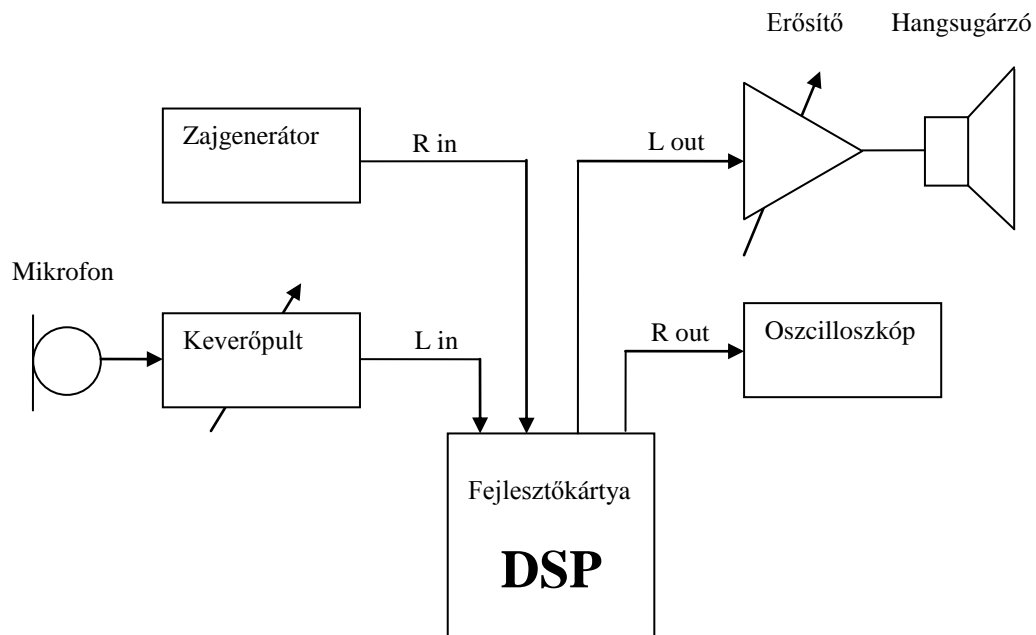 Erősítő
Hangsugárzó
Zajgenerátor
R in
L out
Mikrofon
Keverőpult
L in
R out
Oszcilloszkóp
Fejlesztőkártya
DSP